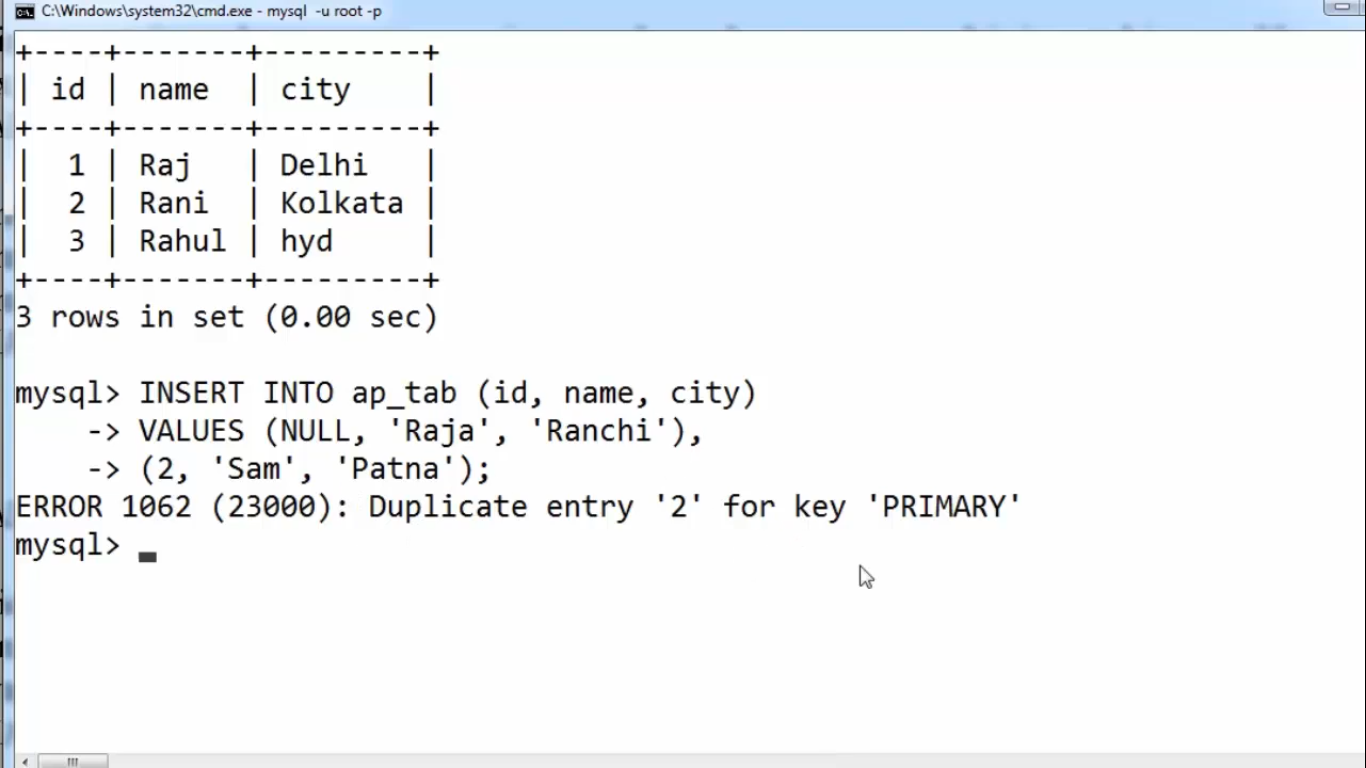 C:\Windows\system32\cmd.exe - mysql  -u root -p
+----+-------+---------+
| id | name  | city    |
+----+-------+---------+
|  1 | Raj   | Delhi   |
|  2 | Rani  | Kolkata |
|  3 | Rahul | hyd     |
+----+-------+---------+
3 rows in set (0.00 sec)
mysql> INSERT INTO ap_tab (id, name, city)
    -> VALUES (NULL, 'Raja', 'Ranchi'),
    -> (2, 'Sam', 'Patna');
ERROR 1062 (23000): Duplicate entry '2' for key 'PRIMARY'
mysql>